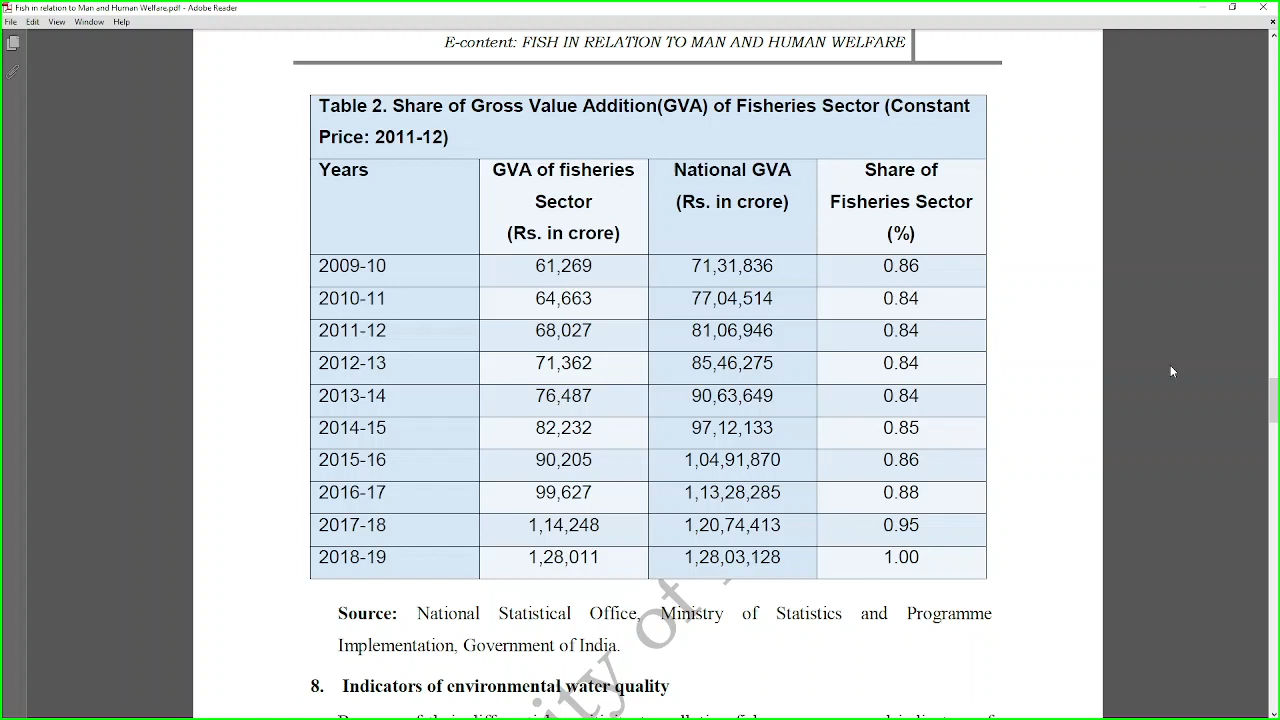 Fish in relation to Man and Human Welfare.pdf - Adobe Reader
File Edit View Window Help
E-content: FISH IN RELATION TO MAN AND HUMAN WELFARE
Table 2. Share of Gross Value Addition(GVA) of Fisheries Sector (Constant
Price: 2011-12)
Years GVA of fisheries Sector (Rs. in crore) National GVA (Rs. in crore) Share of Fisheries Sector (%)
2009-10 61,269 71,31,836 0.86
2010-11 64,663 77,04,514 0.84
2011-12 68,027 81,06,946 0.84
2012-13 71,362 85,46,275 0.84
2013-14 76,487 90,63,649 0.84
2014-15 82,232 97,12,133 0.85
2015-16 90,205 1,04,91,870 0.86
2016-17 99,627 1,13,28,285 0.88
2017-18 1,14,248 1,20,74,413 0.95
2018-19 1,28,011 1,28,03,128 1.00
Source: National Statistical Office, Ministry of Statistics and Programme
Implementation, Government of India.
8. Indicators of environmental water quality